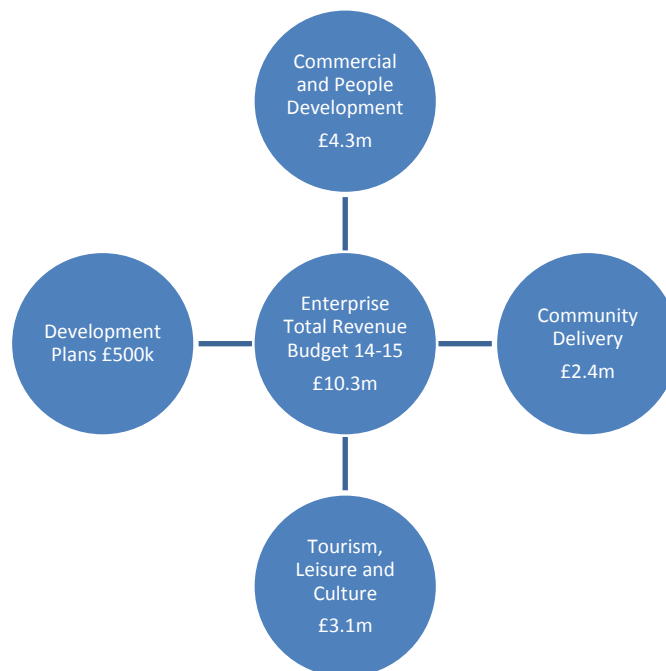 Commercial
and People
Development
£4.3m
Development
Plans £500k
Enterprise
Total Revenue
Budget 14-15
£10.3m
Community
Delivery
£2.4m
Tourism,
Leisure and
Culture
£3.1m